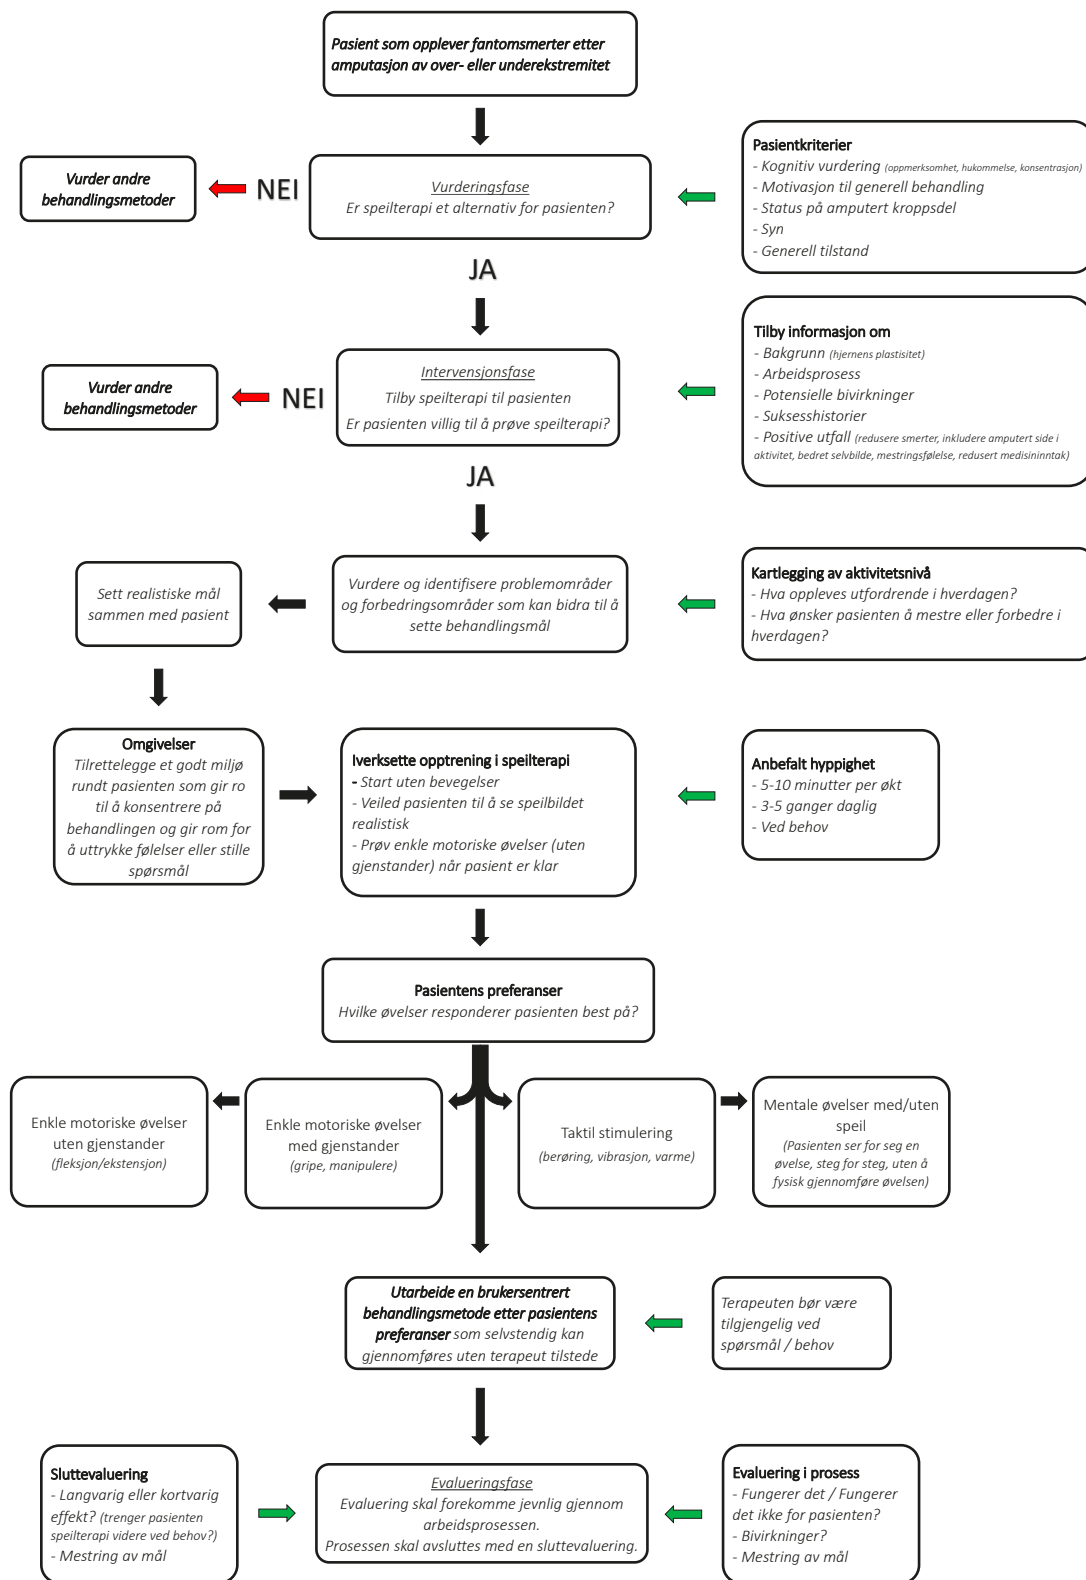 Pasient som opplever fantomsmerter etter
amputasjon av over- eller underekstremitet
Vurder andre
behandlingsmetoder
NEI
Vurderingsfase
Er speilterapi et alternativ for pasienten?
Pasientkriterier
- Kognitiv vurdering (oppmerksomhet, hukommelse, konsentrasjon)
- Motivasjon til generell behandling
- Status på amputert kroppsdel
- Syn
- Generell tilstand
JA
Vurder andre
behandlingsmetoder
NEI
Intervensjonsfase
Tilby speilterapi til pasienten
Er pasienten villig til å prøve speilterapi?
Tilby informasjon om
- Bakgrunn (hjernens plastisitet)
- Arbeidsprosess
- Potensielle bivirkninger
- Suksesshistorier
- Positive utfall (redusere smerter, inkludere amputert side i
aktivitet, bedret selvbilde, mestringsfølelse, redusert medisininntak)
JA
Sett realistiske mål
sammen med pasient
Vurdere og identifisere problemområder
og forbedringsområder som kan bidra til å
sette behandlingsmål
Kartlegging av aktivitetsnivå
- Hva oppleves utfordrende i hverdagen?
- Hva ønsker pasienten å mestre eller forbedre i
hverdagen?
Omgivelser
Tilrettelegge et godt miljø
rundt pasienten som gir ro
til å konsentrere på
behandlingen og gir rom for
å uttrykke følelser eller stille
spørsmål
Iverksette opptrening i speilterapi
- Start uten bevegelser
- Veiled pasienten til å se speilbildet
realistisk
- Prøv enkle motoriske øvelser (uten
gjenstander) når pasient er klar
Anbefalt hyppighet
- 5-10 minutter per økt
- 3-5 ganger daglig
- Ved behov
Pasientens preferanser
Hvilke øvelser responderer pasienten best på?
Enkle motoriske øvelser
uten gjenstander
(fleksjon/ekstensjon)
Enkle motoriske øvelser
med gjenstander
(gripe, manipulere)
Taktil stimulering
(berøring, vibrasjon, varme)
Mentale øvelser med/uten
speil
(Pasienten ser for seg en
øvelse, steg for steg, uten å
fysisk gjennomføre øvelsen)
Utarbeide en brukersentrert
behandlingsmetode etter pasientens
preferanser som selvstendig kan
gjennomføres uten terapeut tilstede
Terapeuten bør være
tilgjengelig ved
spørsmål / behov
Sluttevaluering
- Langvarig eller kortvarig
effekt? (trenger pasienten
speilterapi videre ved behov?)
- Mestring av mål
Evalueringsfase
Evaluering skal forekomme jevnlig gjennom
arbeidsprosessen.
Prosessen skal avsluttes med en sluttevaluering.
Evaluering i prosess
- Fungerer det / Fungerer
det ikke for pasienten?
- Bivirkninger?
- Mestring av mål